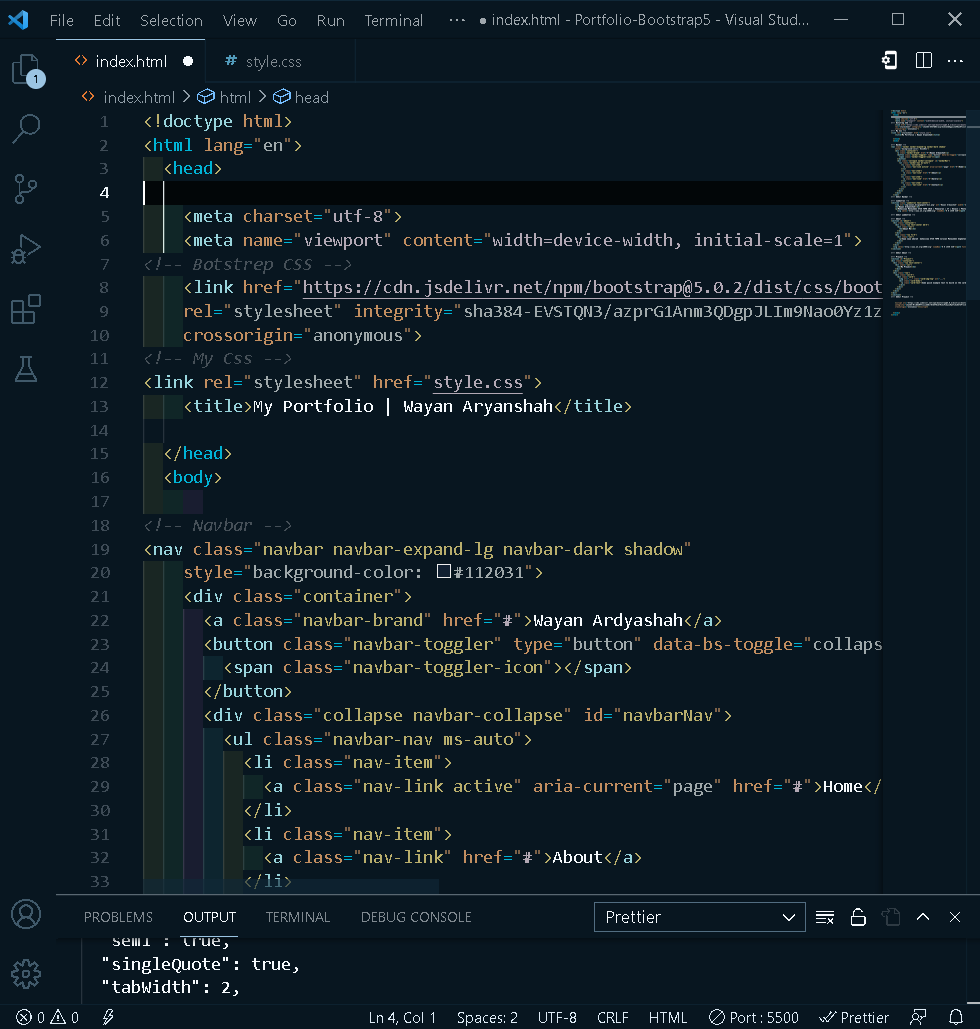 File Edit Selection View Go Run Terminal ··· ● index.html - Portfolio-Bootstrap5 - Visual Stud...
<> index.html ● # style.css
1
<> index.html > html > head
1 <!doctype html>
2 <html lang="en">
3 <head>
4
5 <meta charset="utf-8">
6 <meta name="viewport" content="width=device-width, initial-scale=1">
7 <!-- Botstrep CSS -->
8 <link href="https://cdn.jsdelivr.net/npm/bootstrap@5.0.2/dist/css/boot
9 rel="stylesheet" integrity="sha384-EVSTQN3/azprG1Anm3QDgpJLIm9Nao0Yz1z
10 crossorigin="anonymous">
11 <!-- My Css -->
12 <link rel="stylesheet" href="style.css">
13 <title>My Portfolio | Wayan Aryanshah</title>
14
15 </head>
16 <body>
17
18 <!-- Navbar -->
19 <nav class="navbar navbar-expand-lg navbar-dark shadow"
20 style="background-color: #112031">
21 <div class="container">
22 <a class="navbar-brand" href="#">Wayan Ardyashah</a>
23 <button class="navbar-toggler" type="button" data-bs-toggle="collaps
24 <span class="navbar-toggler-icon"></span>
25 </button>
26 <div class="collapse navbar-collapse" id="navbarNav">
27 <ul class="navbar-nav ms-auto">
28 <li class="nav-item">
29 <a class="nav-link active" aria-current="page" href="#">Home</
30 </li>
31 <li class="nav-item">
32 <a class="nav-link" href="#">About</a>
33 </li>
PROBLEMS OUTPUT TERMINAL DEBUG CONSOLE Prettier
"semi": true,
"singleQuote": true,
"tabWidth": 2,
0 0 Ln 4, Col 1 Spaces: 2 UTF-8 CRLF HTML Port : 5500 Prettier